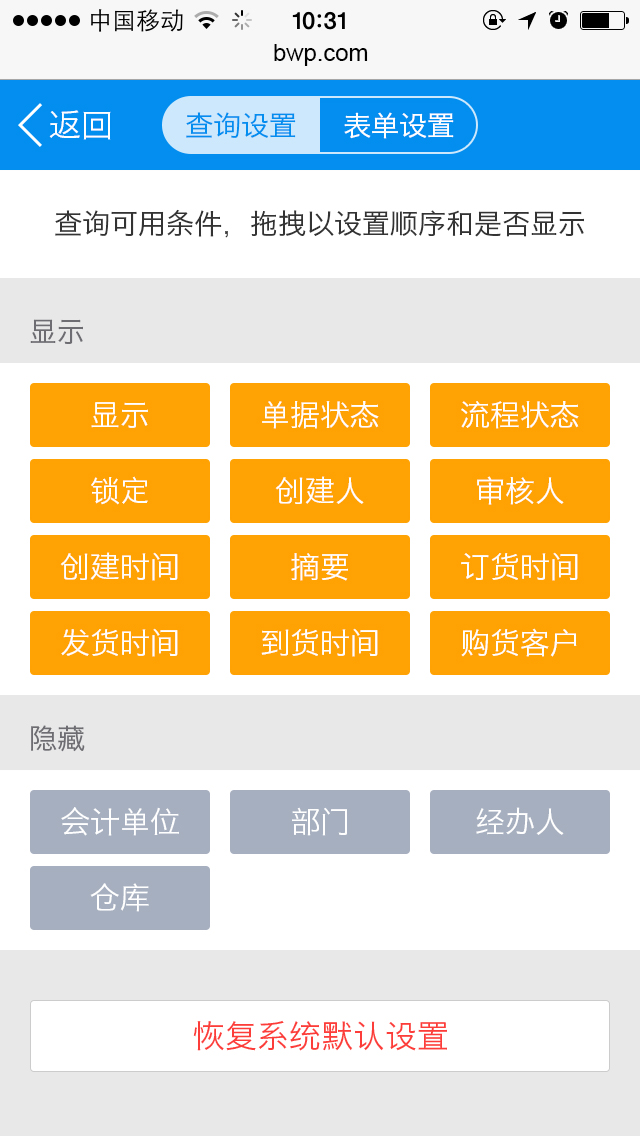 中国移动 10:31
bwp.com
返回 查询设置 表单设置
查询可用条件，拖拽以设置顺序和是否显示
显示
显示 单据状态 流程状态
锁定 创建人 审核人
创建时间 摘要 订货时间
发货时间 到货时间 购货客户
隐藏
会计单位 部门 经办人
仓库
恢复系统默认设置